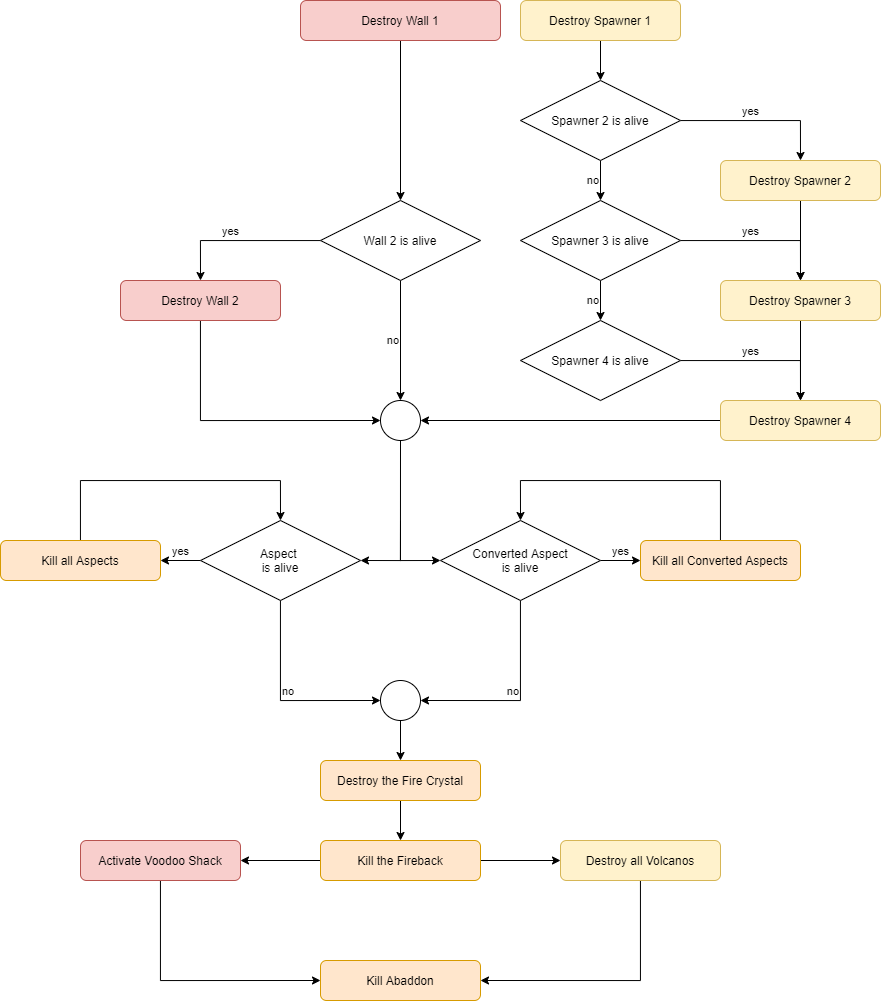 Destroy Wall 1
Destroy Spawner 1
Spawner 2 is alive
yes
no
Destroy Spawner 2
yes
Wall 2 is alive
Spawner 3 is alive
yes
Destroy Wall 2
no
Destroy Spawner 3
no
Spawner 4 is alive
yes
Destroy Spawner 4
Kill all Aspects
yes
Aspect
is alive
Converted Aspect
is alive
yes
Kill all Converted Aspects
no
no
Destroy the Fire Crystal
Activate Voodoo Shack
Kill the Fireback
Destroy all Volcanos
Kill Abaddon